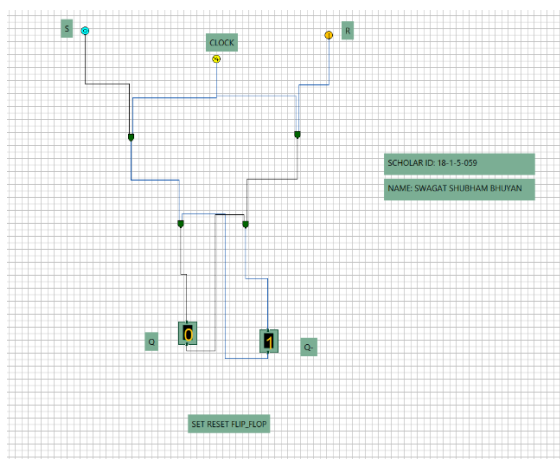 S
R
CLOCK
SCHOLAR ID: 18-1-5-059
NAME: SWAGAT SHUBHAM BHUYAN
Q
0
1
Q-
SET RESET FLIP_FLOP